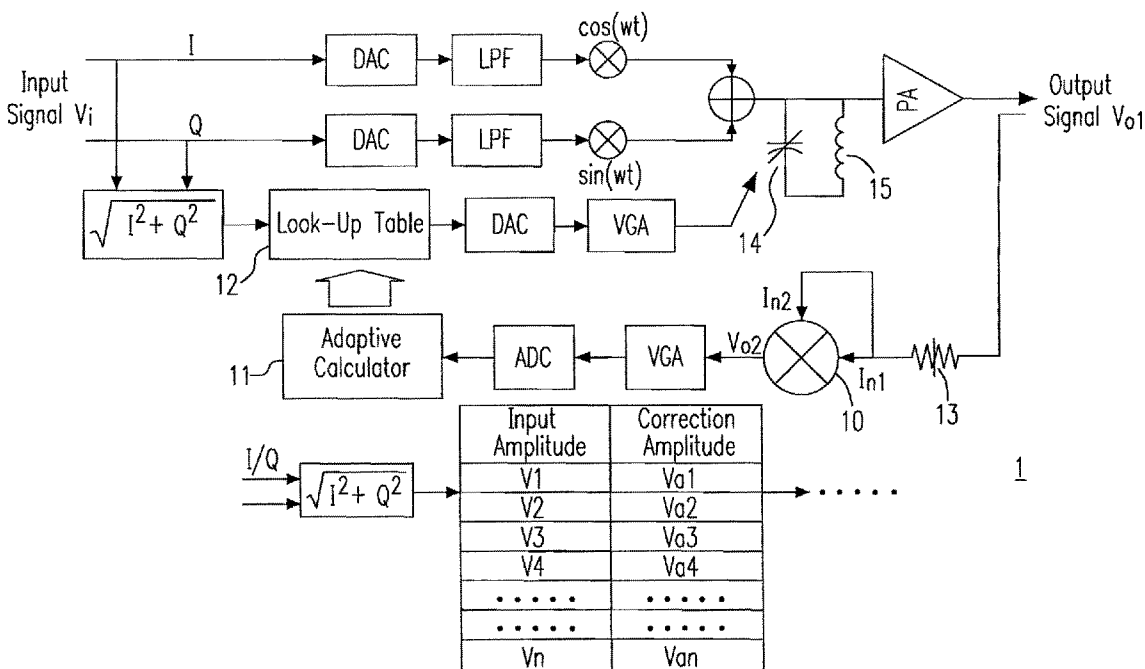 I
DAC
LPF
cos(wt)
Input
Signal Vi
PA
Output
Signal Vo1
Q
DAC
LPF
sin(wt)
14
15
√I² + Q²
Look-Up Table
DAC
VGA
12
In2
Adaptive
Calculator
ADC
VGA
Vo2
In1
11
10
13
Input
Amplitude
Correction
Amplitude
I/Q
√I² + Q²
V1 Va1
V2 Va2
V3 Va3
V4 Va4
..... .....
..... .....
Vn Van
.....
1